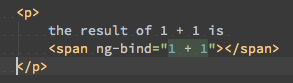 <p>
the result of 1 + 1 is
<span ng-bind="1 + 1"></span>
</p>